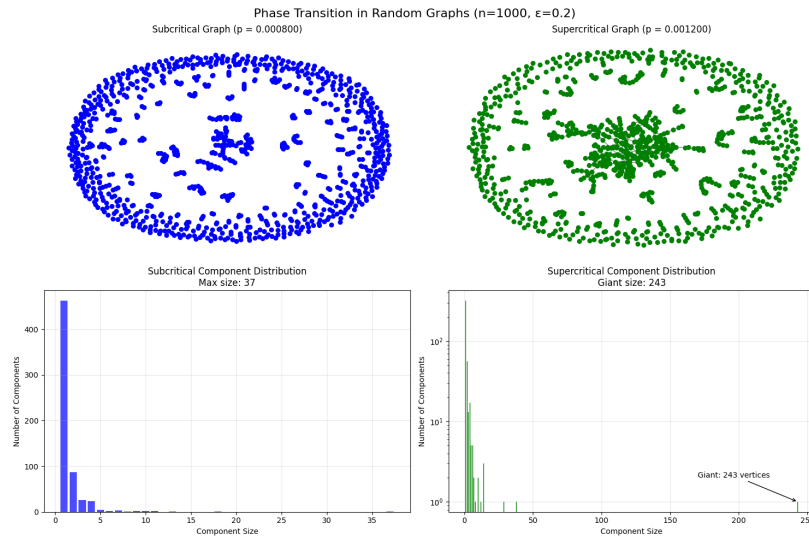 Phase Transition in Random Graphs (n=1000, ε=0.2)
Subcritical Graph (p = 0.000800)
Supercritical Graph (p = 0.001200)
Subcritical Component Distribution
Max size: 37
Supercritical Component Distribution
Giant size: 243
Number of Components
400
300
200
100
0
0 5 10 15 20 25 30 35
Component Size
Number of Components
10²
10¹
10⁰
Giant: 243 vertices
0 50 100 150 200 250
Component Size